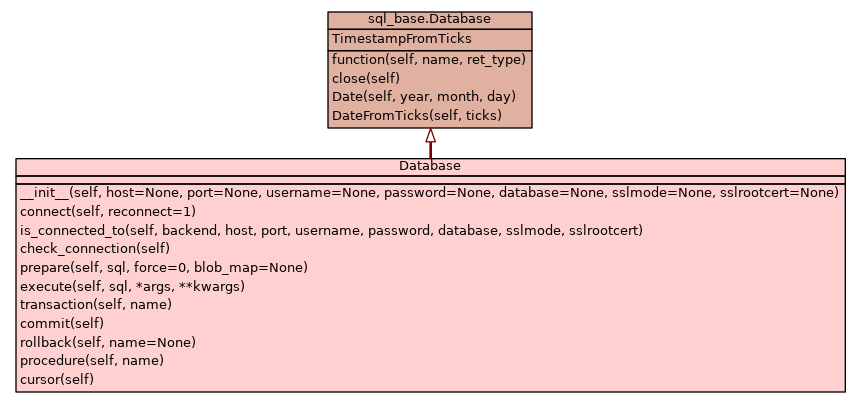 sql_base.Database
TimestampFromTicks
function(self, name, ret_type)
close(self)
Date(self, year, month, day)
DateFromTicks(self, ticks)
Database
__init__(self, host=None, port=None, username=None, password=None, database=None, sslmode=None, sslrootcert=None)
connect(self, reconnect=1)
is_connected_to(self, backend, host, port, username, password, database, sslmode, sslrootcert)
check_connection(self)
prepare(self, sql, force=0, blob_map=None)
execute(self, sql, *args, **kwargs)
transaction(self, name)
commit(self)
rollback(self, name=None)
procedure(self, name)
cursor(self)